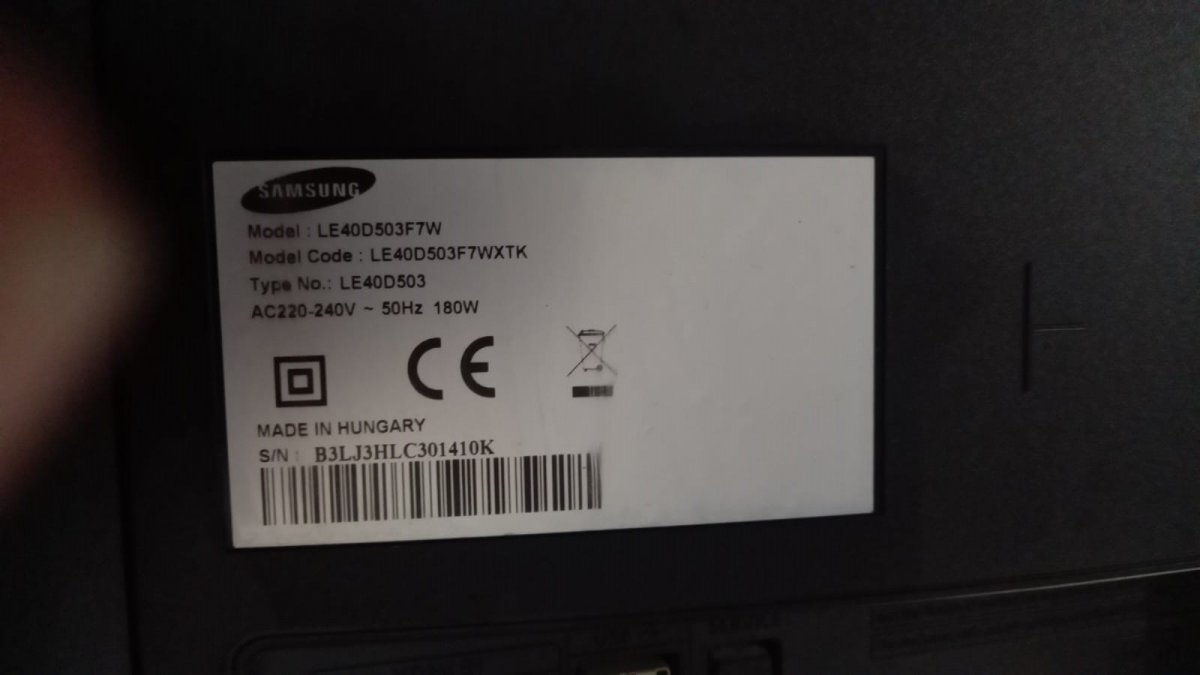 SAMSUNG
Model : LE40D503F7W
Model Code : LE40D503F7WXTK
Type No.: LE40D503
AC220-240V ~ 50Hz 180W
CE
MADE IN HUNGARY
S/N : B3LJ3HLC301410K